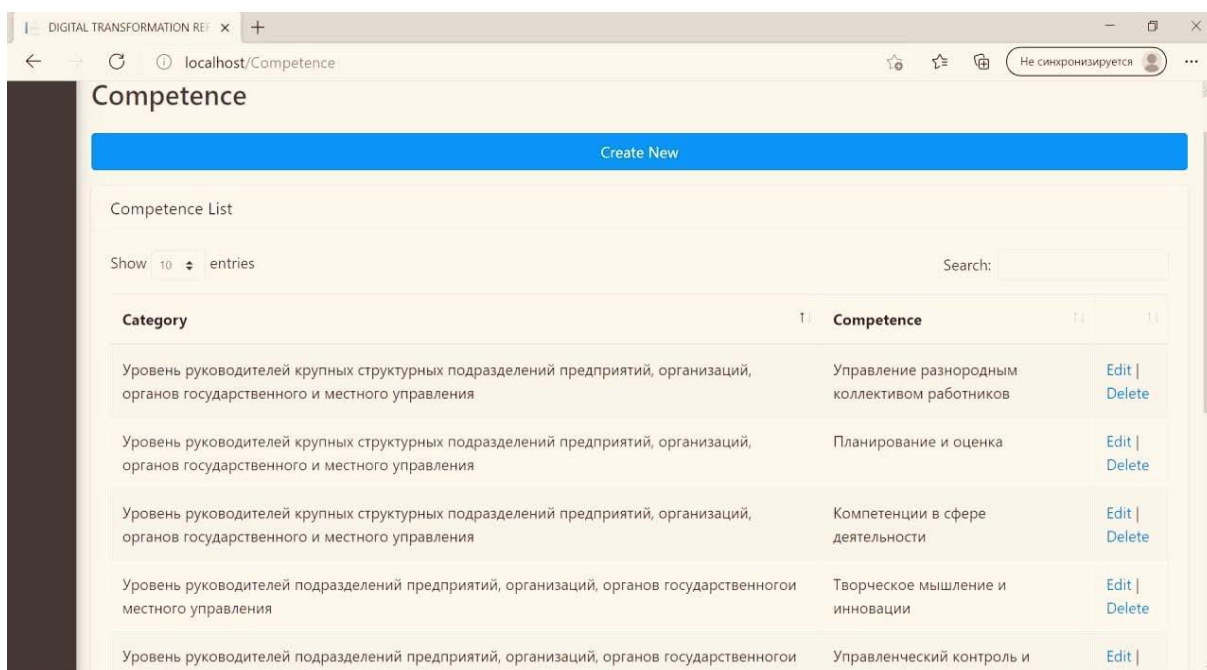 DIGITAL TRANSFORMATION REF
localhost/Competence
Не синхронизируется
Competence
Create New
Competence List
Show 10 entries
Search:
Category Competence
Уровень руководителей крупных структурных подразделений предприятий, организаций, Управление разнородным Edit |
органов государственного и местного управления коллективом работников Delete
Уровень руководителей крупных структурных подразделений предприятий, организаций, Планирование и оценка Edit |
органов государственного и местного управления Delete
Уровень руководителей крупных структурных подразделений предприятий, организаций, Компетенции в сфере Edit |
органов государственного и местного управления деятельности Delete
Уровень руководителей подразделений предприятий, организаций, органов государственногои Творческое мышление и Edit |
местного управления инновации Delete
Уровень руководителей подразделений предприятий, организаций, органов государственногои Управленческий контроль и Edit |